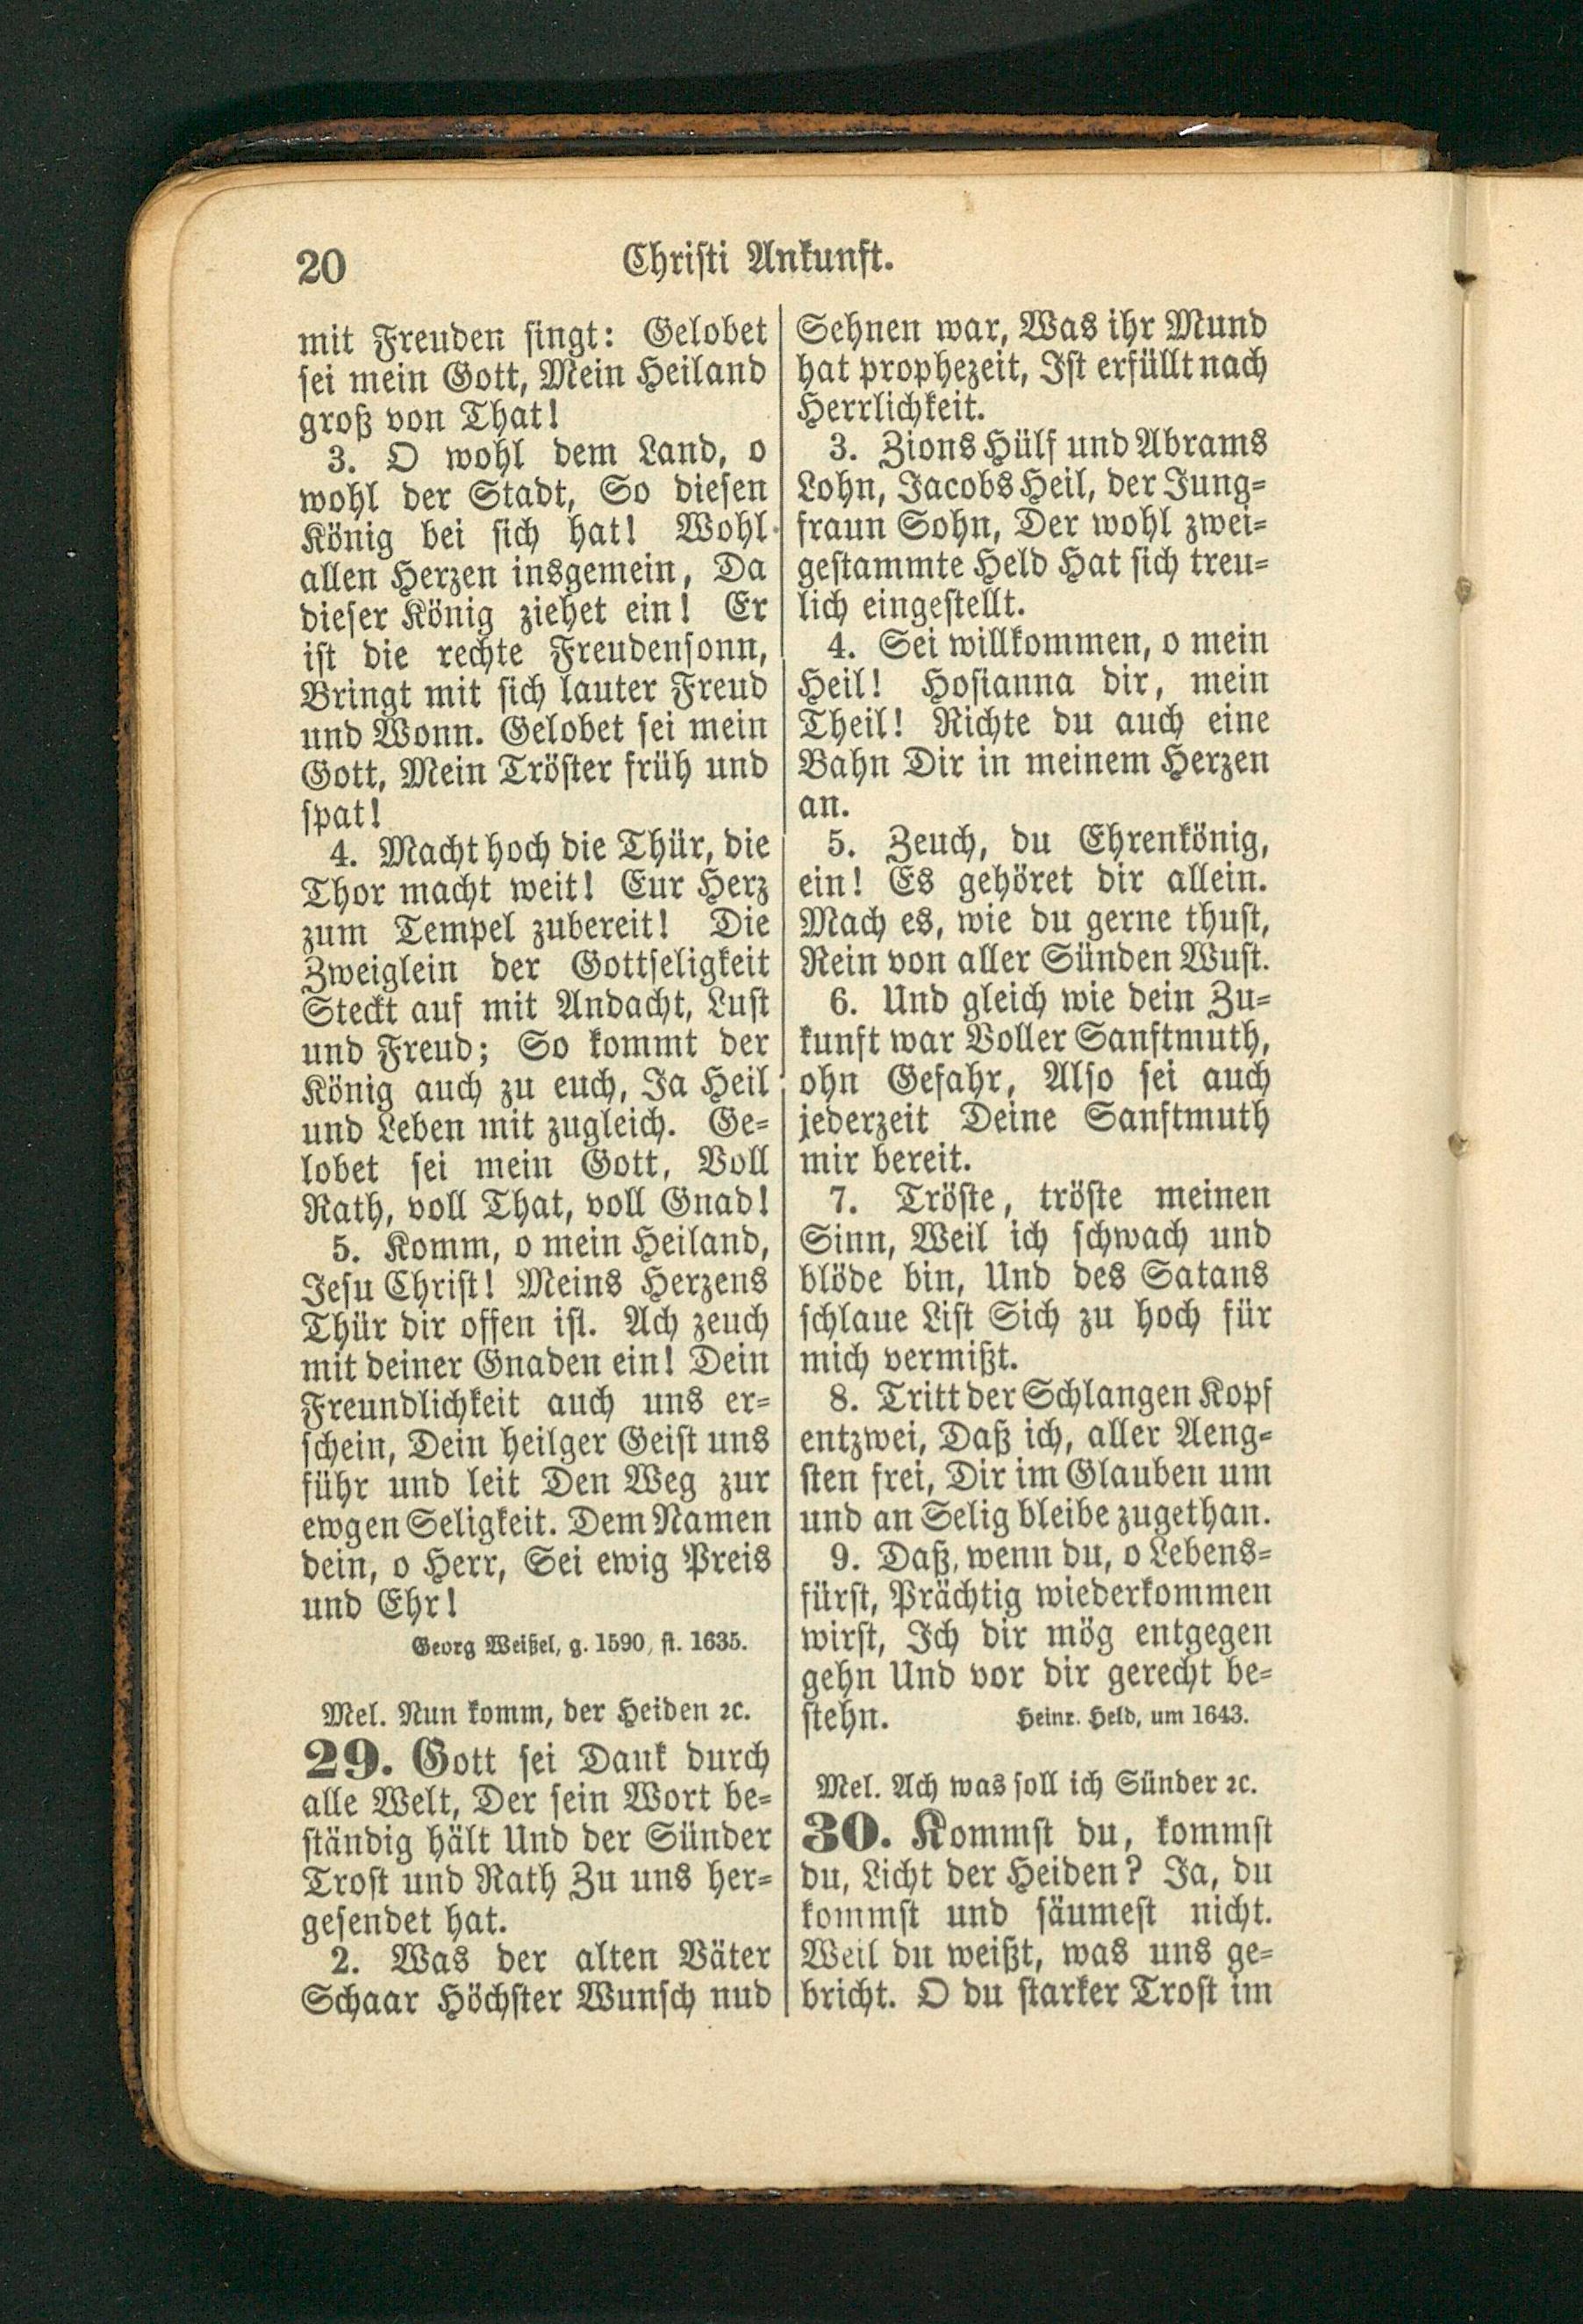 20
Christi Ankunft.
mit Freuden singt: Gelobet
sei mein Gott, Mein Heiland
groß von That!
3. O wohl dem Land, o
wohl der Stadt, So diesen
König bei sich hat! Wohl
allen Herzen insgemein, Da
dieser König ziehet ein! Er
ist die rechte Freudensonn,
Bringt mit sich lauter Freud
und Wonn. Gelobet sei mein
Gott, Mein Tröster früh und
spat!
4. Macht hoch die Thür, die
Thor macht weit! Eur Herz
zum Tempel zubereit! Die
Zweiglein der Gottseligkeit
Steckt auf mit Andacht, Lust
und Freud; So kommt der
König auch zu euch, Ja Heil
und Leben mit zugleich. Ge-
lobet sei mein Gott, Voll
Rath, voll That, voll Gnad!
5. Komm, o mein Heiland,
Jesu Christ! Meins Herzens
Thür dir offen ist. Ach zeuch
mit deiner Gnaden ein! Dein
Freundlichkeit auch uns er-
schein, Dein heilger Geist uns
führ und leit Den Weg zur
ewgen Seligkeit. Dem Namen
dein, o Herr, Sei ewig Preis
und Ehr!
Georg Weißel, g. 1590, st. 1635.
Mel. Nun komm, der Heiden ꝛc.
29. Gott sei Dank durch
alle Welt, Der sein Wort be-
ständig hält Und der Sünder
Trost und Rath Zu uns her-
gesendet hat.
2. Was der alten Väter
Schaar Höchster Wunsch nud
Sehnen war, Was ihr Mund
hat prophezeit, Ist erfüllt nach
Herrlichkeit.
3. Zions Hülf und Abrams
Lohn, Jacobs Heil, der Jung-
fraun Sohn, Der wohl zwei-
gestammte Held Hat sich treu-
lich eingestellt.
4. Sei willkommen, o mein
Heil! Hosianna dir, mein
Theil! Richte du auch eine
Bahn Dir in meinem Herzen
an.
5. Zeuch, du Ehrenkönig,
ein! Es gehöret dir allein.
Mach es, wie du gerne thust,
Rein von aller Sünden Wust.
6. Und gleich wie dein Zu-
kunft war Voller Sanftmuth,
ohn Gefahr, Also sei auch
jederzeit Deine Sanftmuth
mir bereit.
7. Tröste, tröste meinen
Sinn, Weil ich schwach und
blöde bin, Und des Satans
schlaue List Sich zu hoch für
mich vermißt.
8. Tritt der Schlangen Kopf
entzwei, Daß ich, aller Aeng-
sten frei, Dir im Glauben um
und an Selig bleibe zugethan.
9. Daß, wenn du, o Lebens-
fürst, Prächtig wiederkommen
wirst, Ich dir mög entgegen
gehn Und vor dir gerecht be-
stehn. Heinr. Held, um 1643.
Mel. Ach was soll ich Sünder ꝛc.
30. Kommst du, kommst
du, Licht der Heiden? Ja, du
kommst und säumest nicht.
Weil du weißt, was uns ge-
bricht. O du starker Trost im